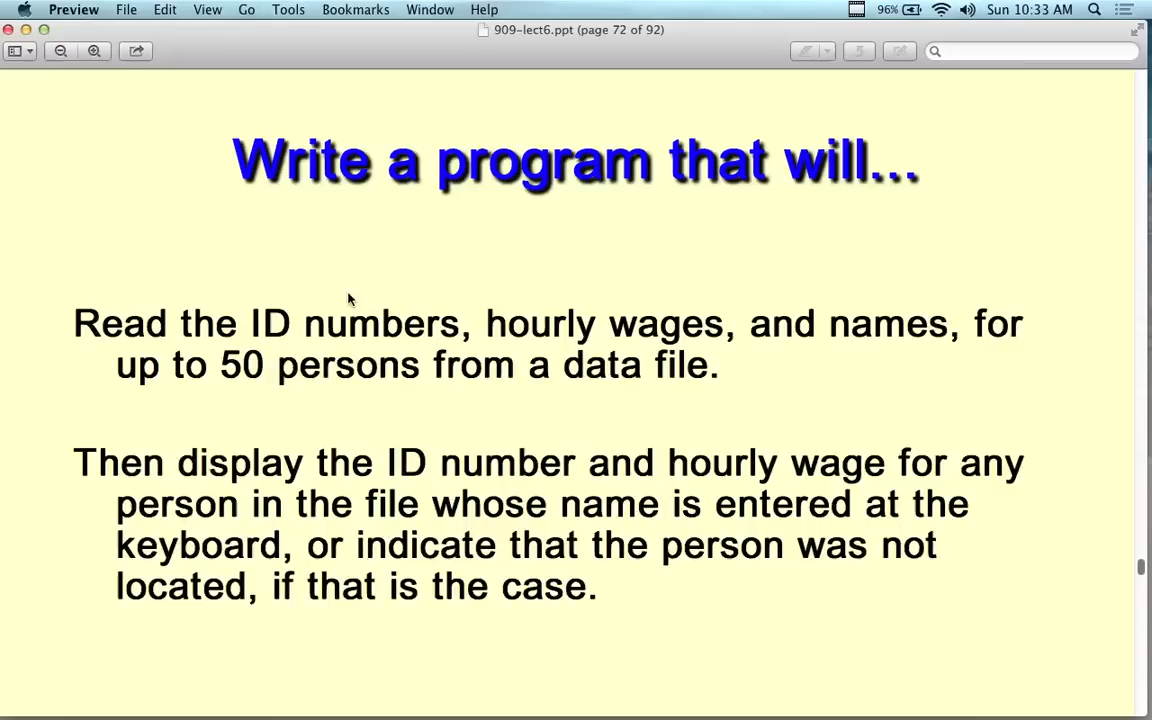 Preview File Edit View Go Tools Bookmarks Window Help 96% Sun 10:33 AM
909-lect6.ppt (page 72 of 92)
Write a program that will...
Read the ID numbers, hourly wages, and names, for
up to 50 persons from a data file.
Then display the ID number and hourly wage for any
person in the file whose name is entered at the
keyboard, or indicate that the person was not
located, if that is the case.